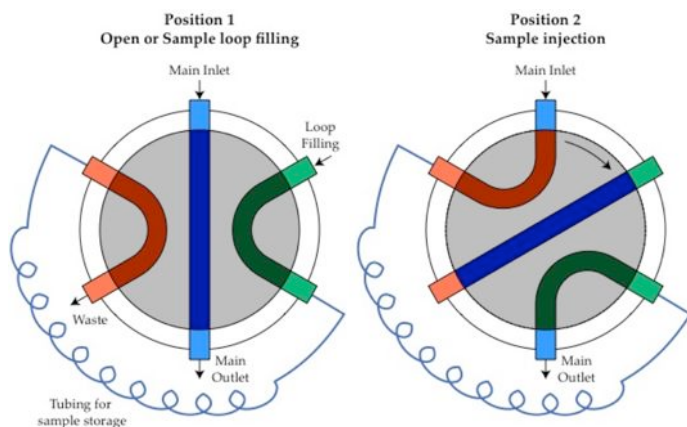 Position 1
Open or Sample loop filling
Main Inlet
Loop
Filling
Waste
Main
Outlet
Tubing for
sample storage
Position 2
Sample injection
Main Inlet
Main
Outlet